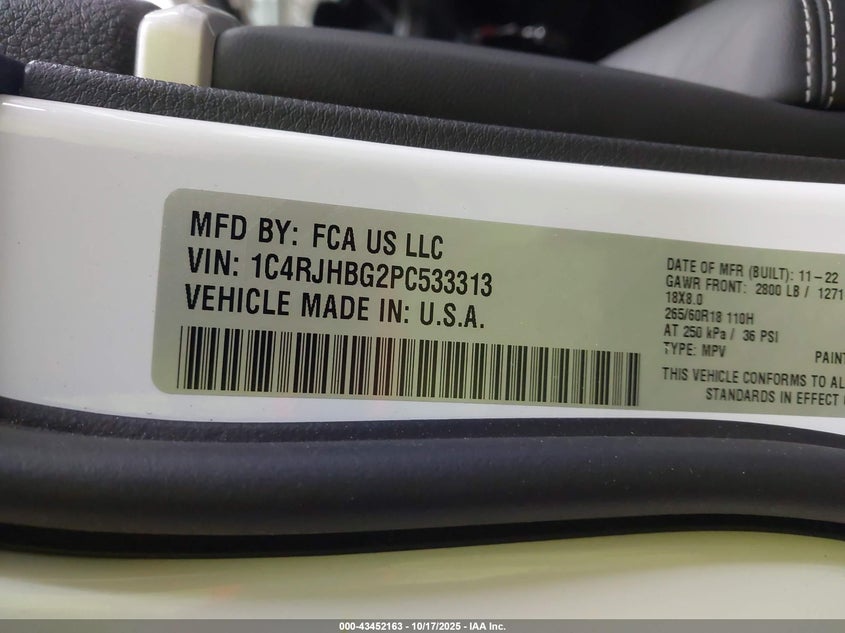 MFD BY: FCA US LLC
VIN: 1C4RJHBG2PC533313
VEHICLE MADE IN: U.S.A.
DATE OF MFR (BUILT): 11-22
GAWR FRONT: 2800 LB / 1271
18X8.0
265/60R18 110H
AT 250 kPa / 36 PSI
TYPE: MPV
PAINT
THIS VEHICLE CONFORMS TO AL
STANDARDS IN EFFECT
000-43452163 - 10/17/2025 - IAA Inc.